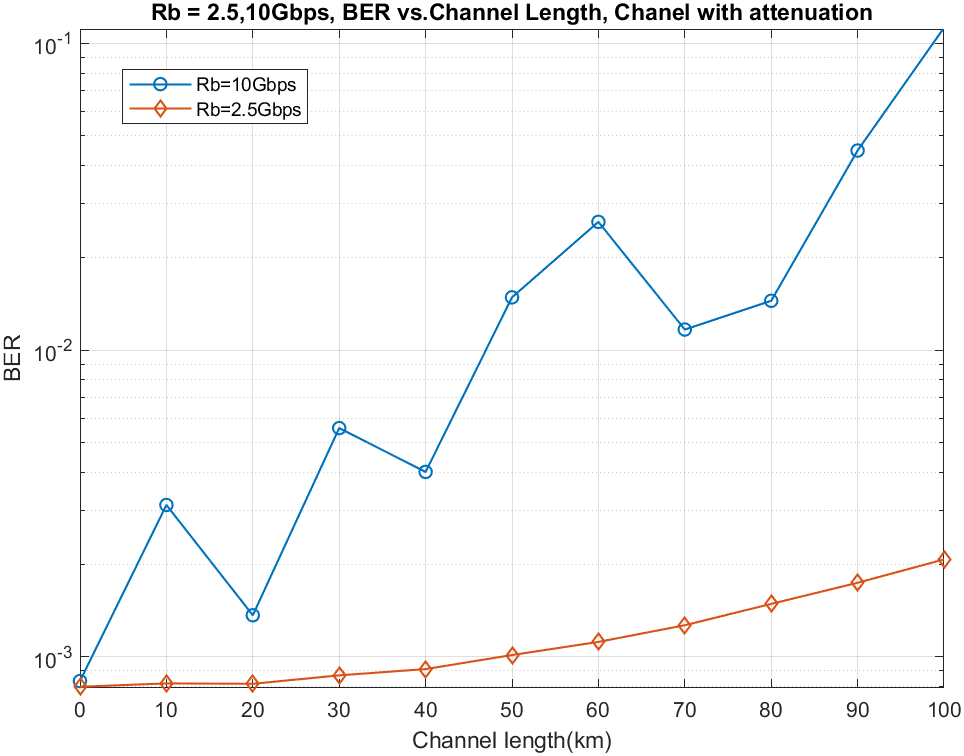 Rb = 2.5,10Gbps, BER vs.Channel Length, Chanel with attenuation
10-1
Rb=10Gbps
Rb=2.5Gbps
BER
10-2
10-3
0 10 20 30 40 50 60 70 80 90 100
Channel length(km)